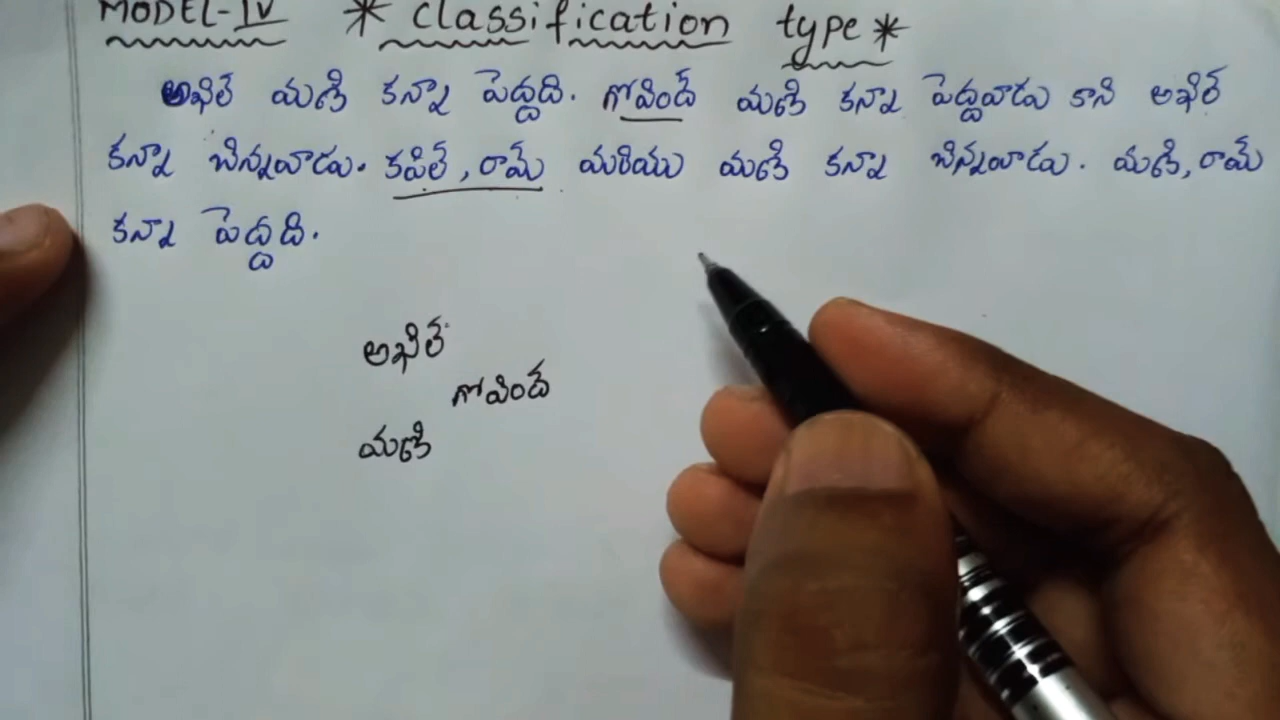 MODEL-IV * classification type *
అఖిల్ మణి కన్నా పెద్దది. గోవింద్ మణి కన్నా పెద్దవాడు కాని అఖిల్
కన్నా చిన్నవాడు. కపిల్, రామ్ మరియు మణి కన్నా చిన్నవాడు. మణి, రామ్
కన్నా పెద్దది.
అఖిల్
గోవింద్
మణి